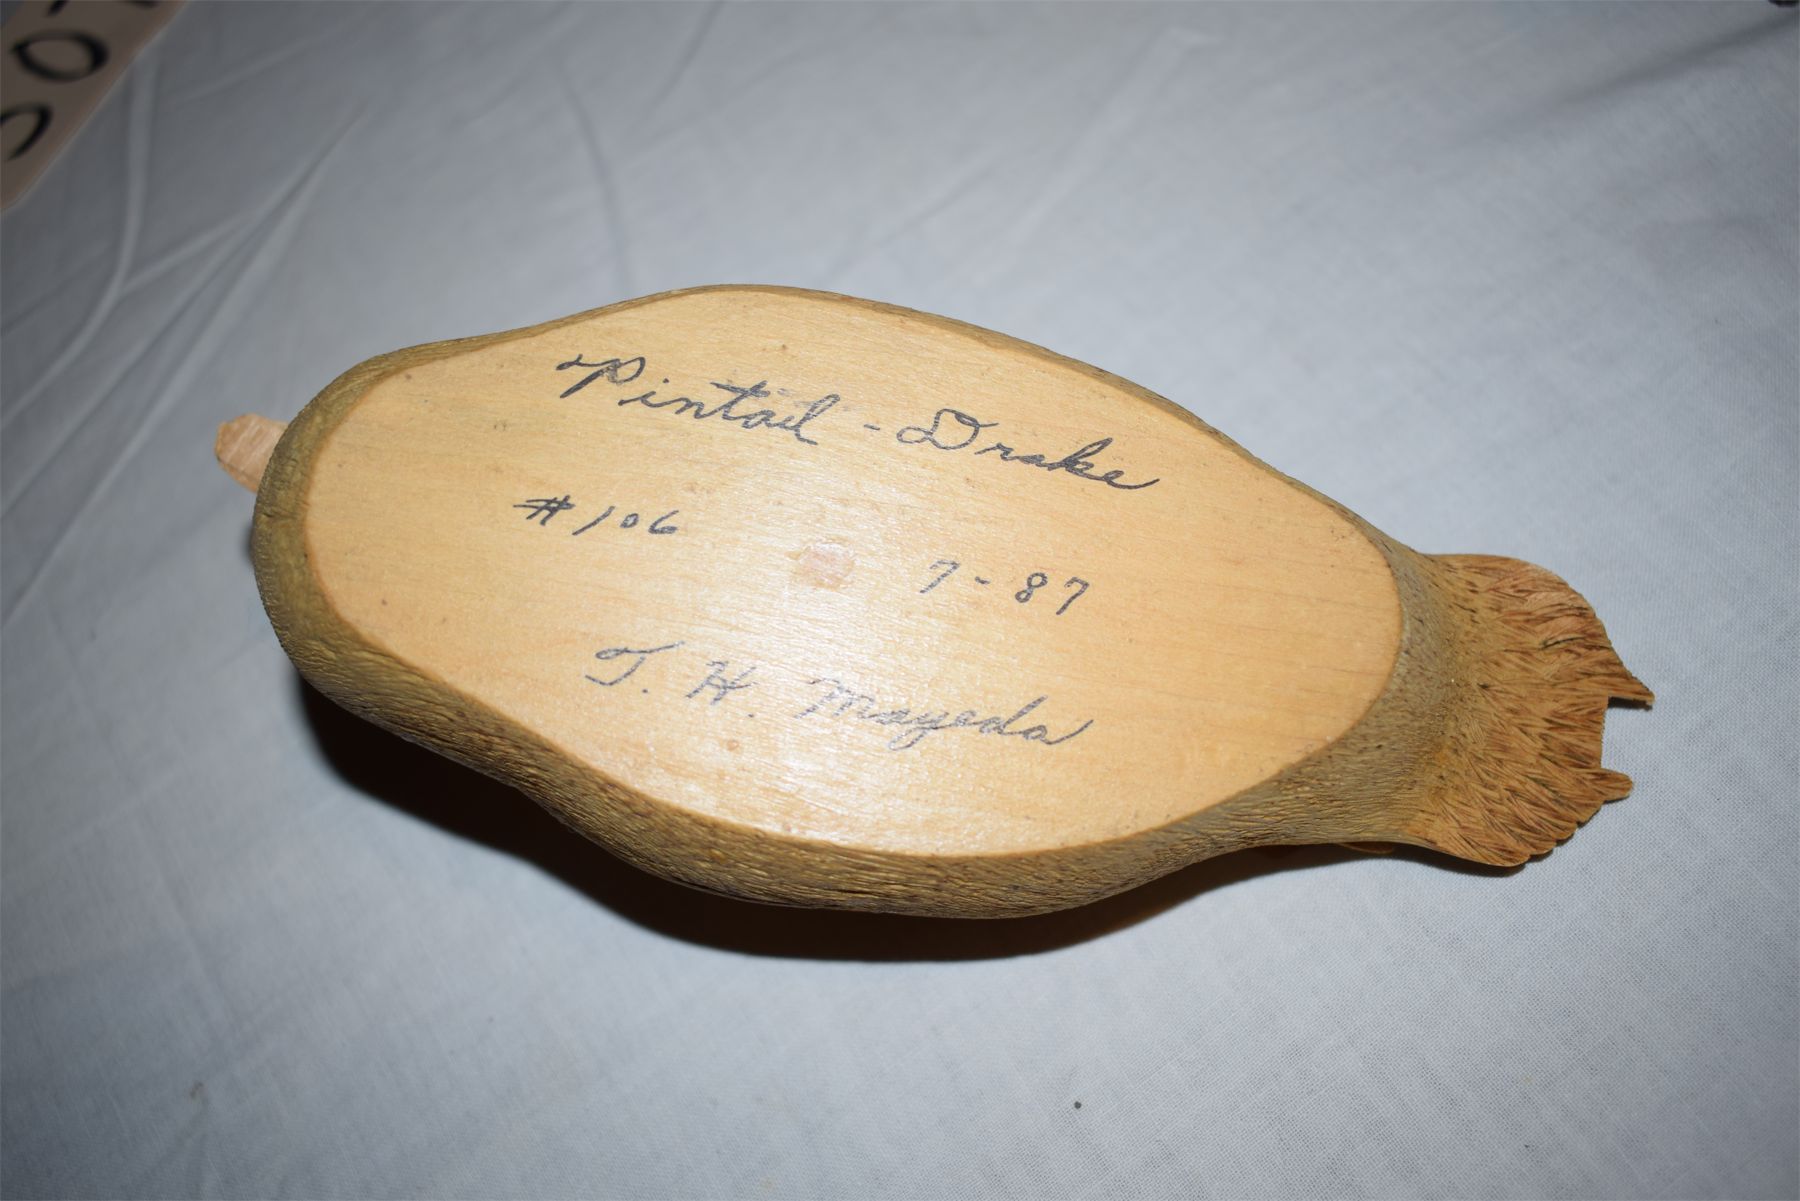 Pintail - Drake
#106
7-87
T. H. Mayeda